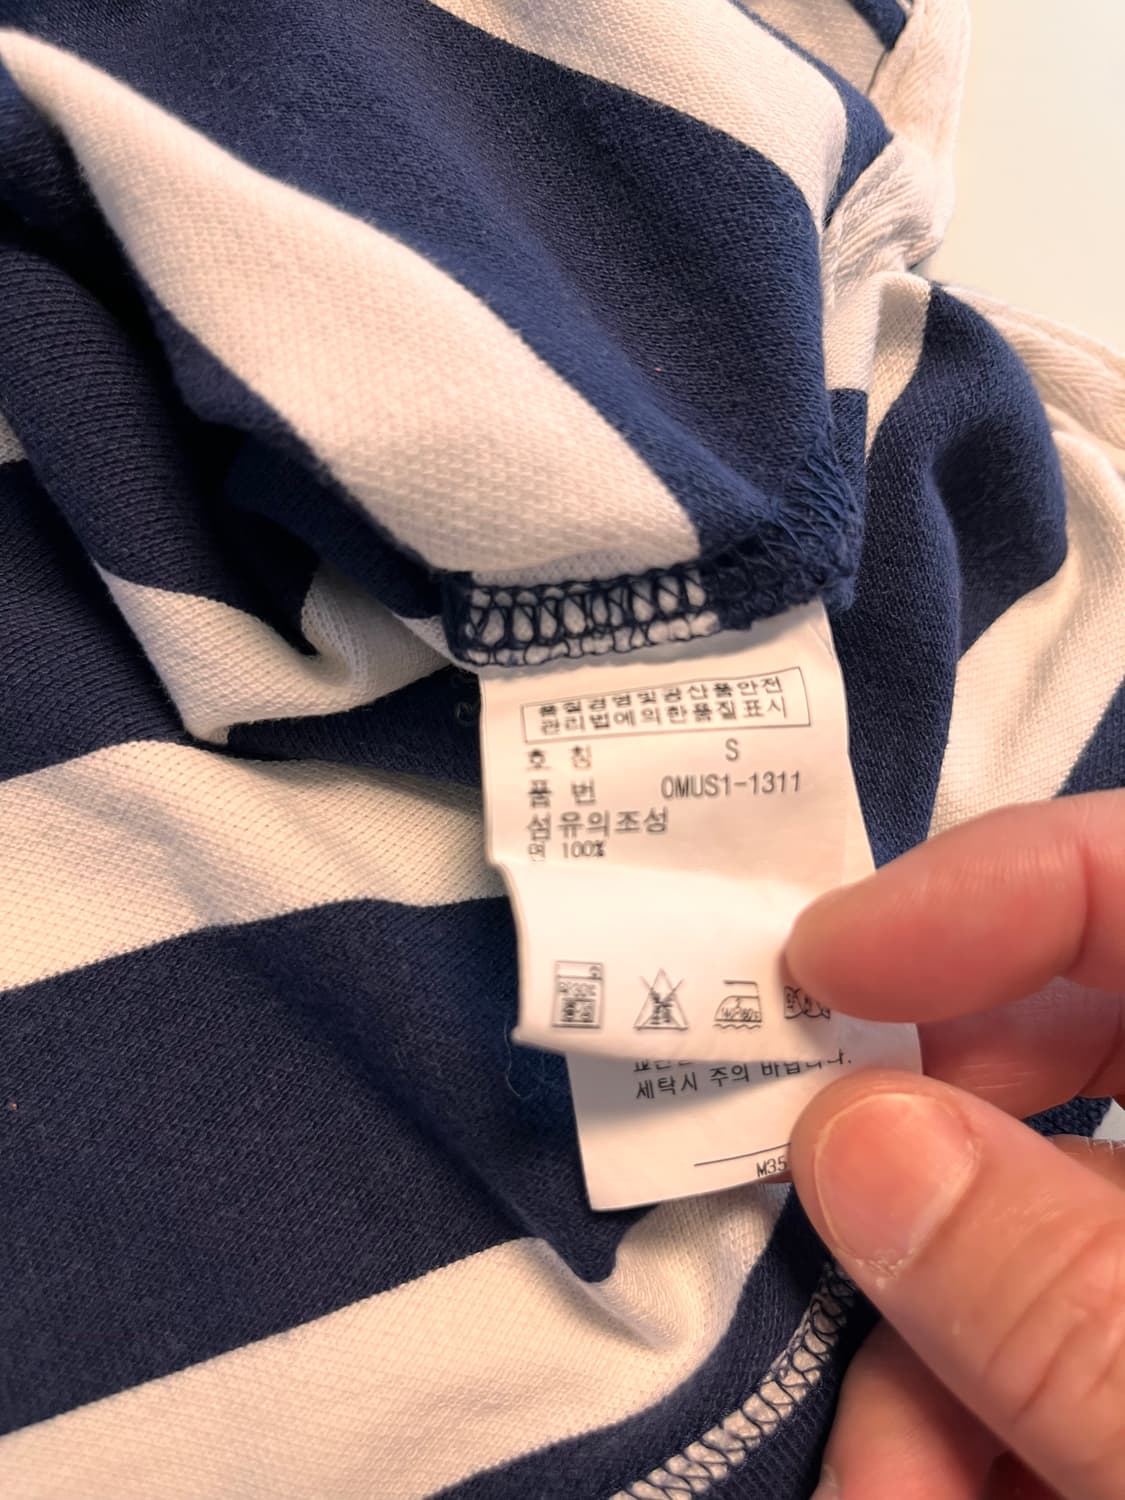 품질경영및공산품안전
관리법에의한품질표시
호 칭 S
품 번 OMUS1-1311
섬유의조성
면 100%
세탁시 주의 바랍니다.
M35